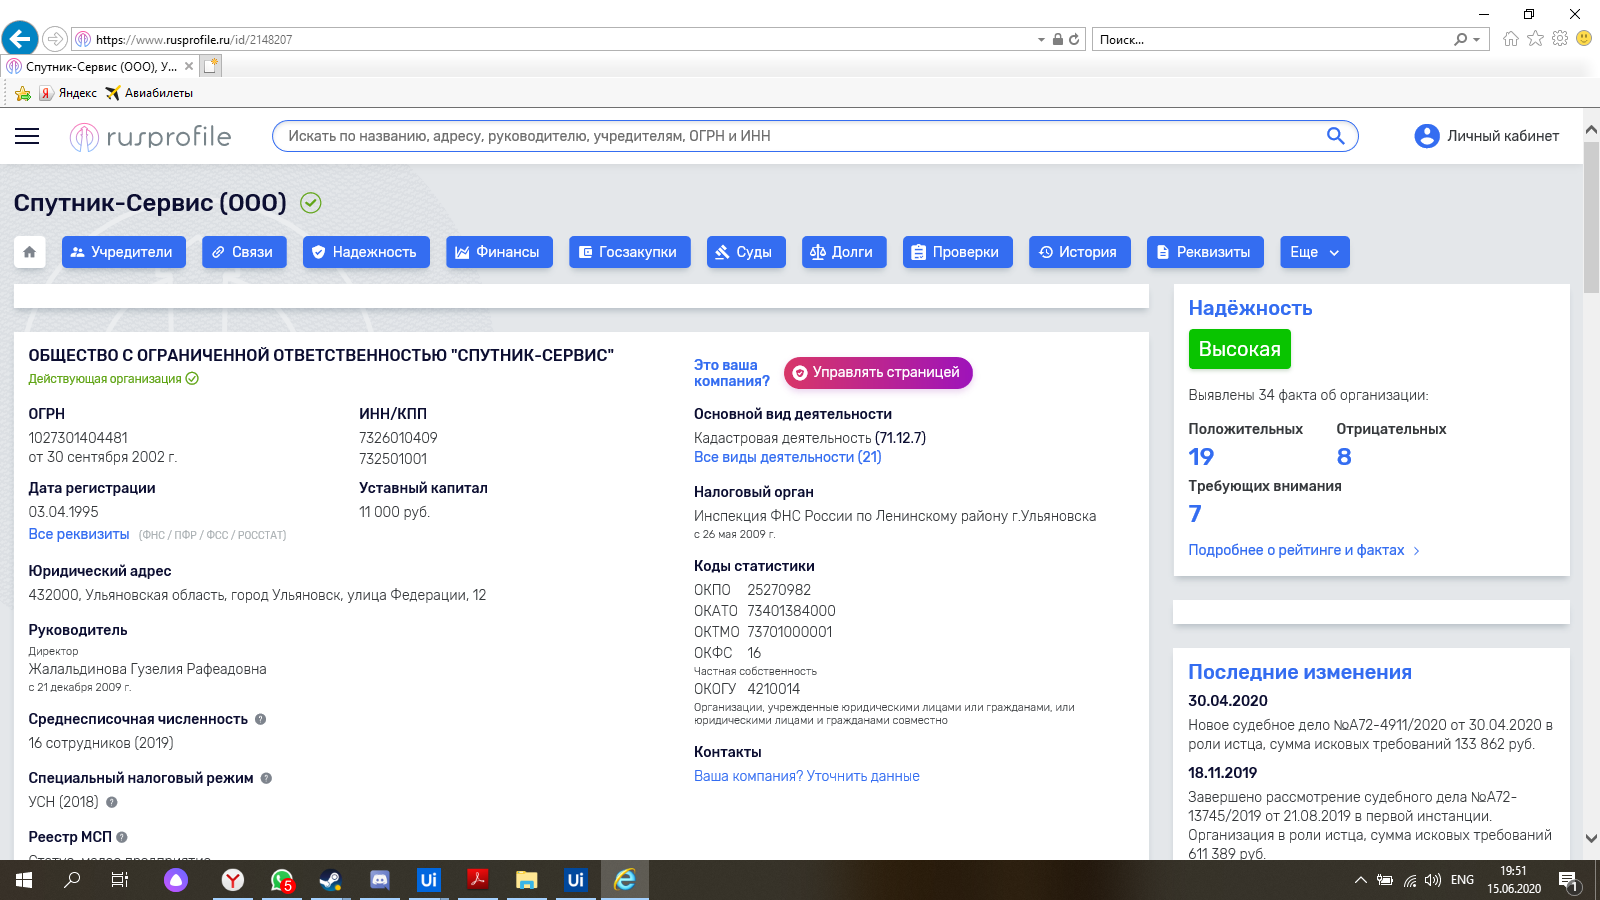 https://www.rusprofile.ru/id/2148207
Поиск...
Спутник-Сервис (ООО), У...
Яндекс
Авиабилеты
rusprofile
Искать по названию, адресу, руководителю, учредителям, ОГРН и ИНН
Личный кабинет
Спутник-Сервис (ООО)
Учредители
Связи
Надежность
Финансы
Госзакупки
Суды
Долги
Проверки
История
Реквизиты
Еще
ОБЩЕСТВО С ОГРАНИЧЕННОЙ ОТВЕТСТВЕННОСТЬЮ "СПУТНИК-СЕРВИС"
Действующая организация
ОГРН
1027301404481
от 30 сентября 2002 г.
ИНН/КПП
7326010409
732501001
Дата регистрации
03.04.1995
Уставный капитал
11 000 руб.
Все реквизиты (ФНС / ПФР / ФСС / РОССТАТ)
Юридический адрес
432000, Ульяновская область, город Ульяновск, улица Федерации, 12
Руководитель
Директор
Жалальдинова Гузелия Рафеадовна
с 21 декабря 2009 г.
Среднесписочная численность ?
16 сотрудников (2019)
Специальный налоговый режим ?
УСН (2018) ?
Реестр МСП ?
Статус: малое предприятие
Это ваша
компания?
Управлять страницей
Основной вид деятельности
Кадастровая деятельность (71.12.7)
Все виды деятельности (21)
Налоговый орган
Инспекция ФНС России по Ленинскому району г.Ульяновска
с 26 мая 2009 г.
Коды статистики
ОКПО 25270982
ОКАТО 73401384000
ОКТМО 73701000001
ОКФС 16
Частная собственность
ОКОГУ 4210014
Организации, учрежденные юридическими лицами или гражданами, или
юридическими лицами и гражданами совместно
Контакты
Ваша компания? Уточнить данные
Надёжность
Высокая
Выявлены 34 факта об организации:
Положительных
19
Отрицательных
8
Требующих внимания
7
Подробнее о рейтинге и фактах
Последние изменения
30.04.2020
Новое судебное дело №А72-4911/2020 от 30.04.2020 в
роли истца, сумма исковых требований 133 862 руб.
18.11.2019
Завершено рассмотрение судебного дела №А72-
13745/2019 от 21.08.2019 в первой инстанции.
Организация в роли истца, сумма исковых требований
611 389 руб.
Y
5
Ui
Ui
ENG
19:51
15.06.2020
1